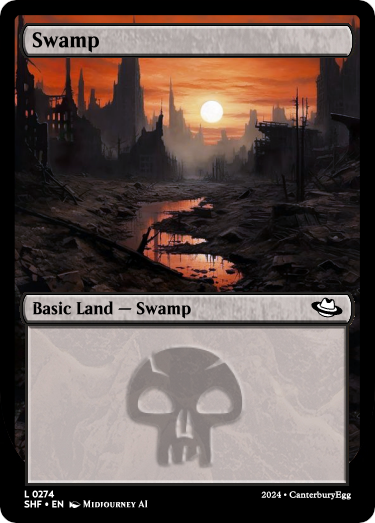 Swamp
Basic Land — Swamp
L 0274
SHF • EN Midjourney AI
2024 • CanterburyEgg